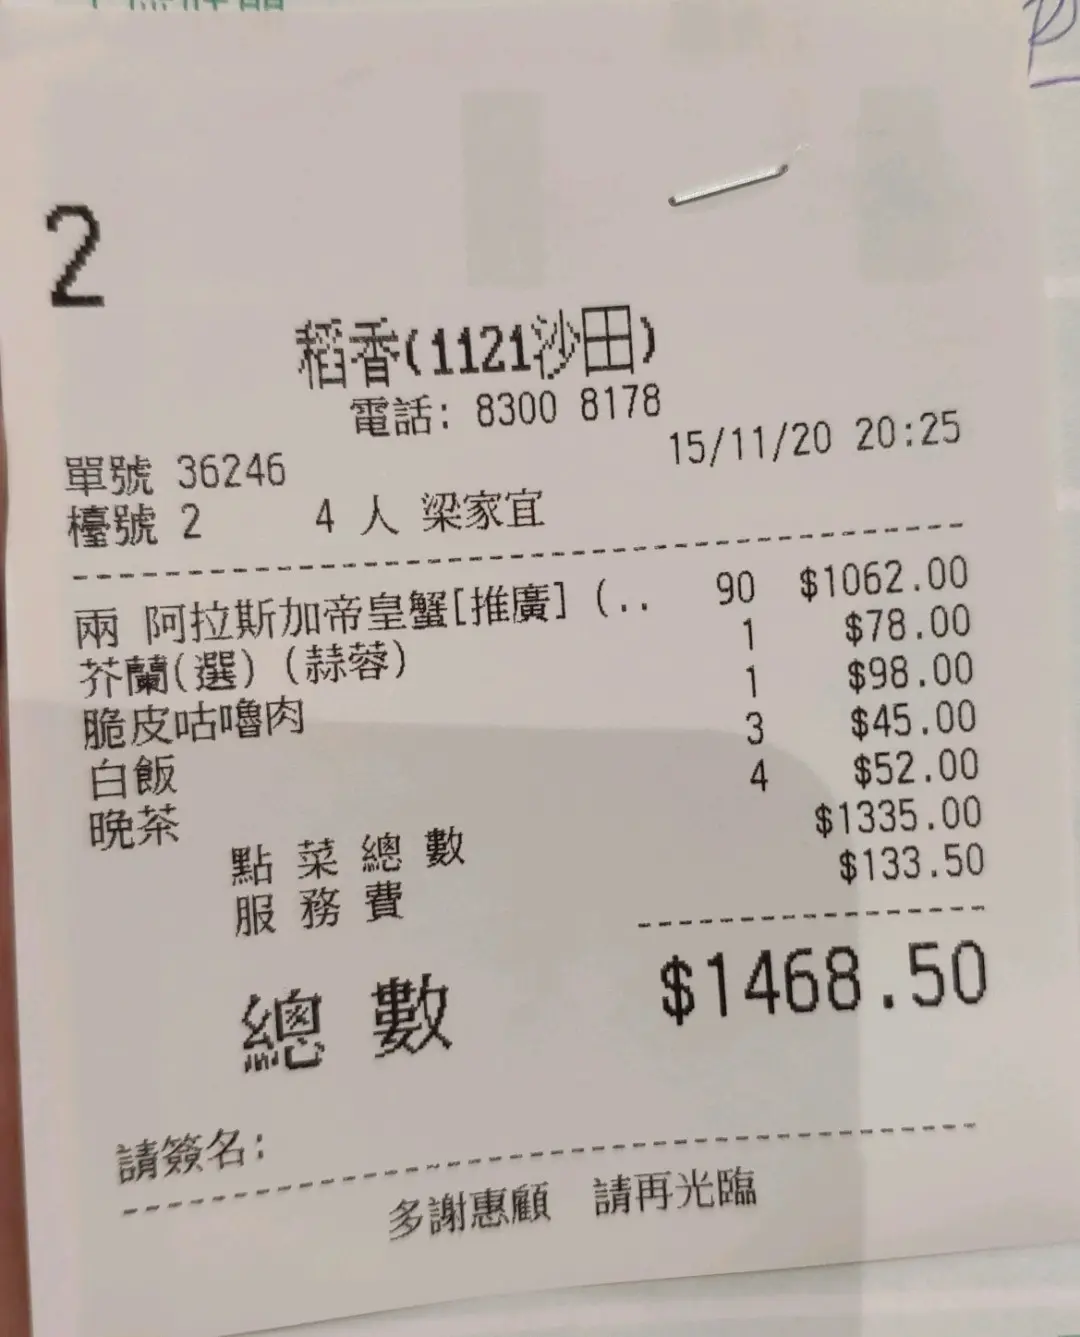 2
稻香(1121沙田)
電話: 8300 8178
單號 36246 15/11/20 20:25
檯號 2 4 人 梁家宜
兩 阿拉斯加帝皇蟹[推廣] (.. 90 $1062.00
芥蘭(選) (蒜蓉) 1 $78.00
脆皮咕嚕肉 1 $98.00
白飯 3 $45.00
晚茶 4 $52.00
點菜總數 $1335.00
服務費 $133.50
總數 $1468.50
請簽名:
多謝惠顧 請再光臨